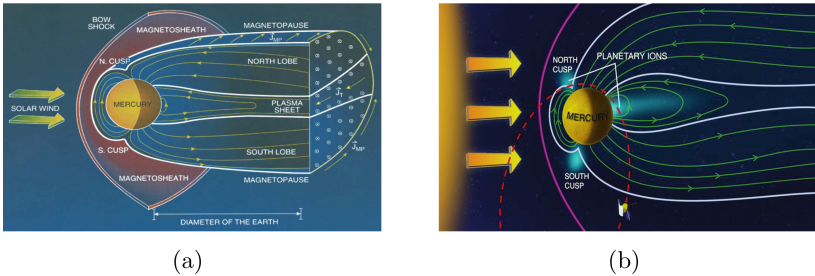 BOW
SHOCK
MAGNETOSHEATH
MAGNETOPAUSE
J_MP
N. CUSP
NORTH LOBE
MERCURY
SOLAR WIND
PLASMA
SHEET
J_T
S. CUSP
SOUTH LOBE
J_MP
MAGNETOSHEATH
MAGNETOPAUSE
DIAMETER OF THE EARTH
(a)
NORTH
CUSP
PLANETARY IONS
MERCURY
SOUTH
CUSP
(b)